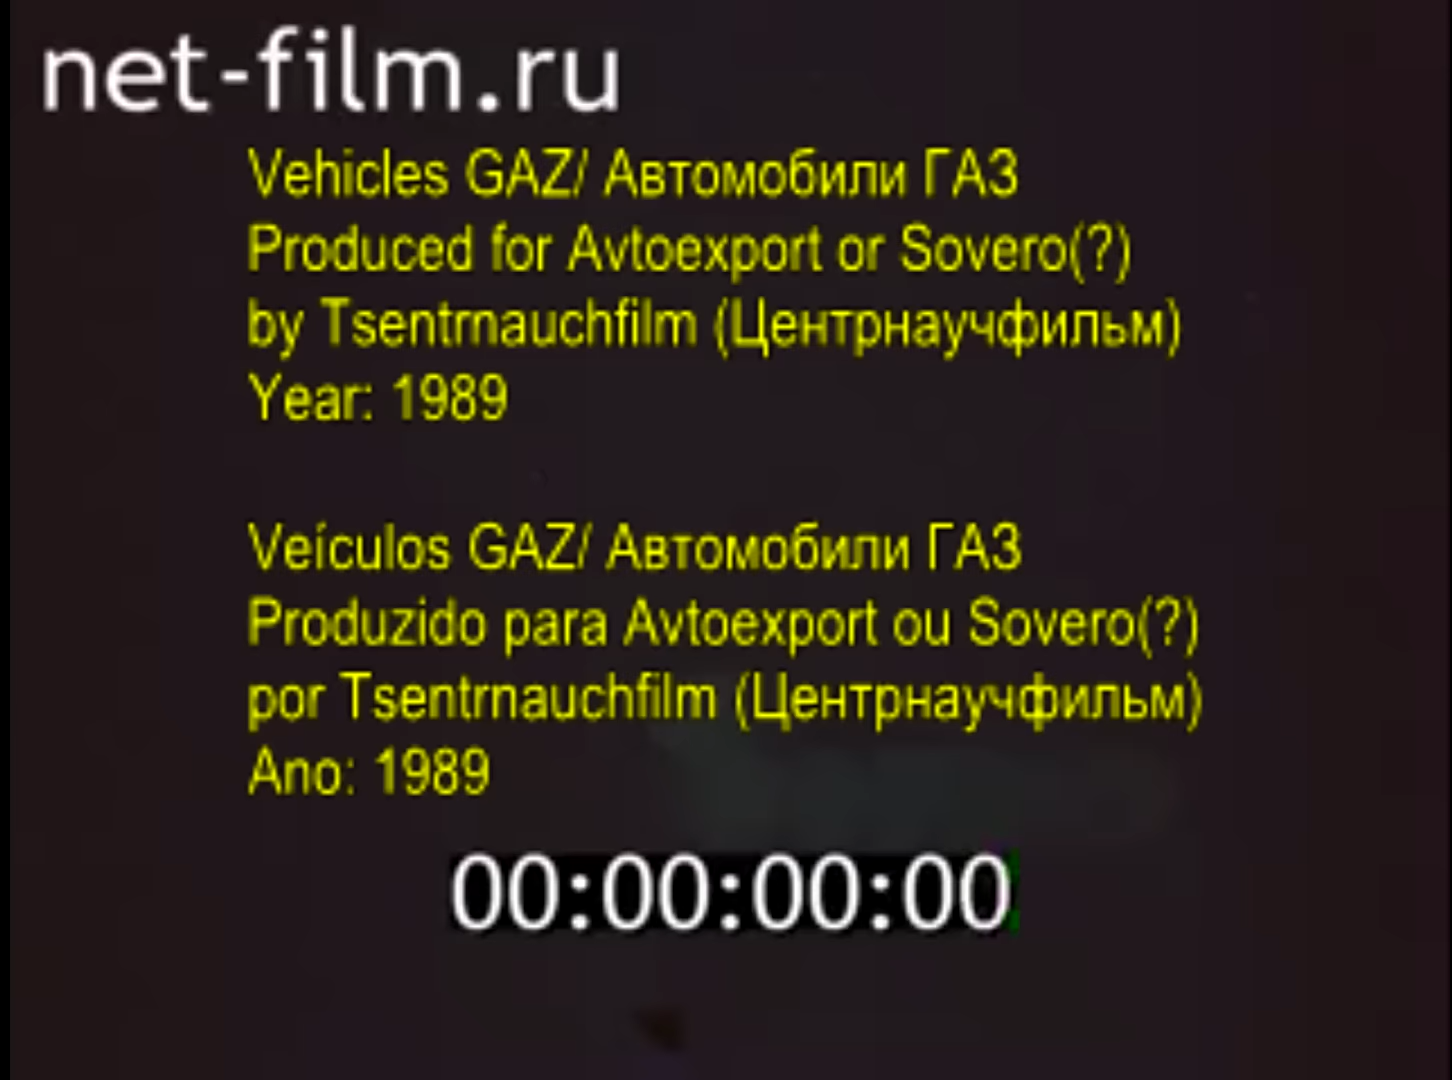 net-film.ru
Vehicles GAZ/ Автомобили ГАЗ
Produced for Avtoexport or Sovero(?)
by Tsentrnauchfilm (Центрнаучфильм)
Year: 1989
Veículos GAZ/ Автомобили ГАЗ
Produzido para Avtoexport ou Sovero(?)
por Tsentrnauchfilm (Центрнаучфильм)
Ano: 1989
00:00:00:00